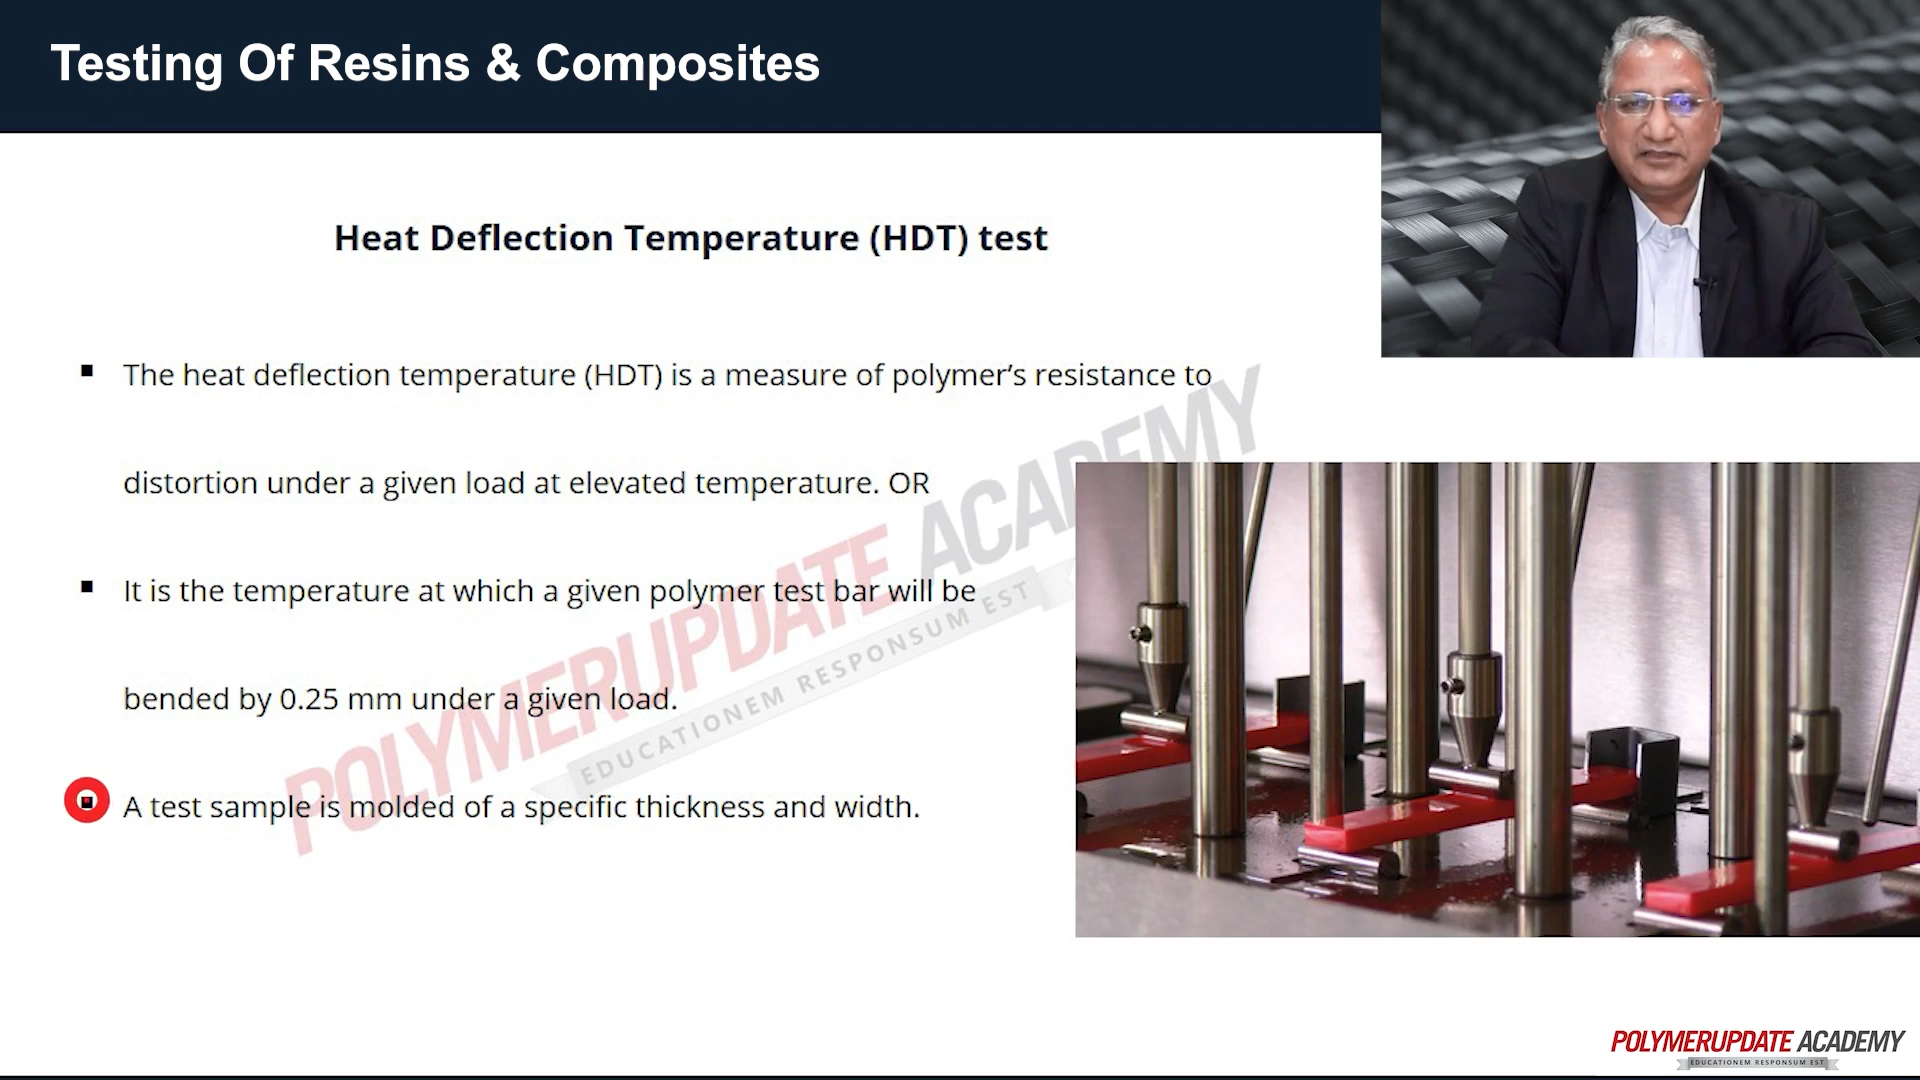 Testing Of Resins & Composites
Heat Deflection Temperature (HDT) test
▪ The heat deflection temperature (HDT) is a measure of polymer’s resistance to
distortion under a given load at elevated temperature. OR
▪ It is the temperature at which a given polymer test bar will be
bended by 0.25 mm under a given load.
▪ A test sample is molded of a specific thickness and width.
POLYMERUPDATE ACADEMY
EDUCATIONEM RESPONSUM EST
POLYMERUPDATE ACADEMY
EDUCATIONEM RESPONSUM EST